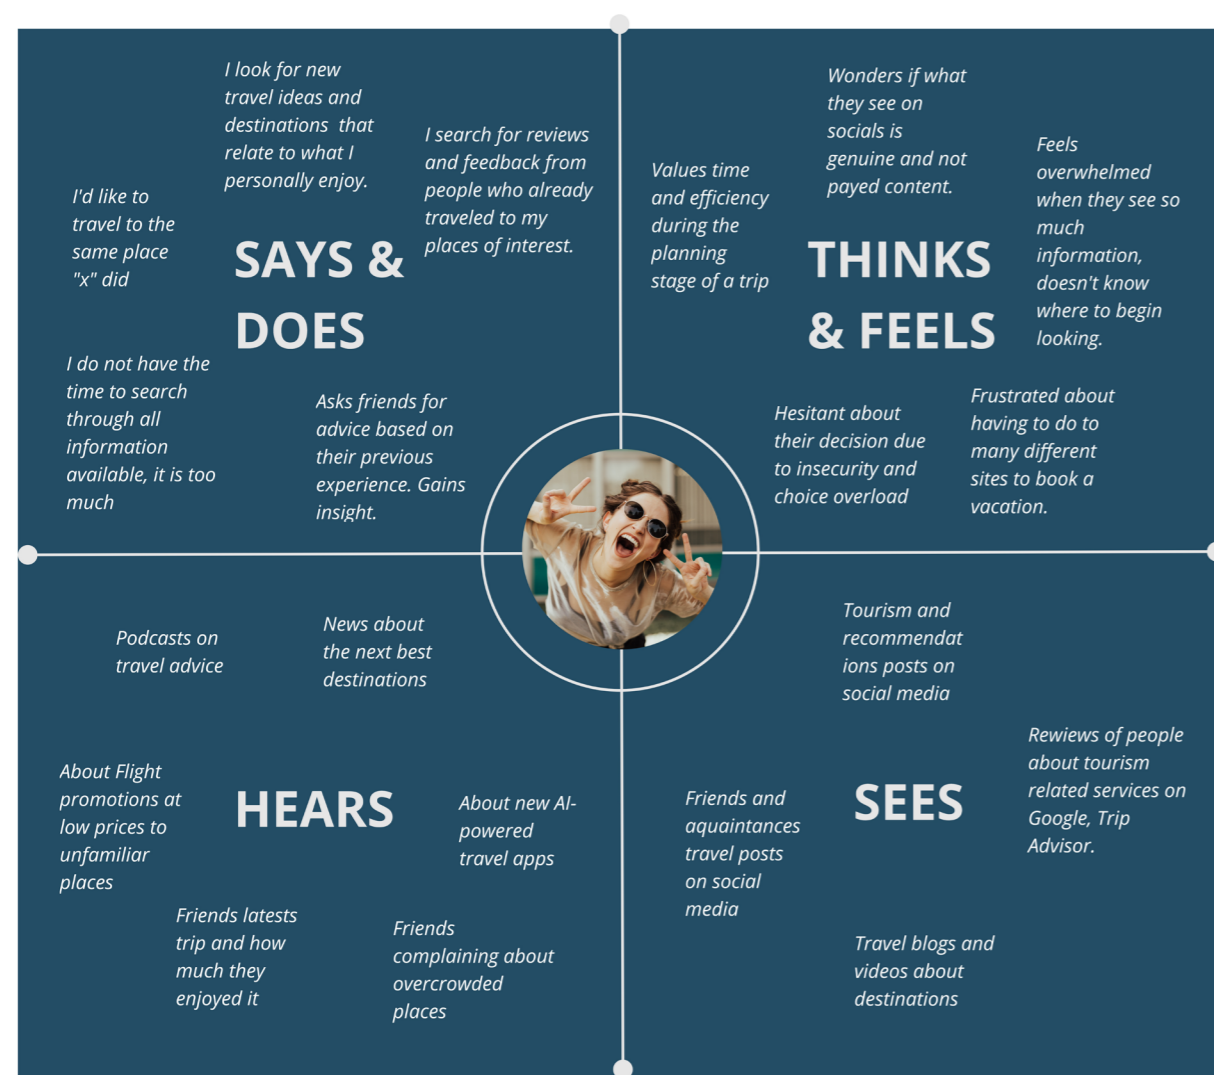 I look for new
travel ideas and
destinations  that
relate to what I
personally enjoy.
I search for reviews
and feedback from
people who already
traveled to my
places of interest.
I'd like to
travel to the
same place
"x" did
SAYS &
DOES
I do not have the
time to search
through all
information
available, it is too
much
Asks friends for
advice based on
their previous
experience. Gains
insight.
Wonders if what
they see on
socials is
genuine and not
payed content.
Values time
and efficiency
during the
planning
stage of a trip
Feels
overwhelmed
when they see so
much
information,
doesn't know
where to begin
looking.
THINKS
& FEELS
Hesitant about
their decision due
to insecurity and
choice overload
Frustrated about
having to do to
many different
sites to book a
vacation.
Podcasts on
travel advice
News about
the next best
destinations
About Flight
promotions at
low prices to
unfamiliar
places
HEARS
About new AI-
powered
travel apps
Friends latests
trip and how
much they
enjoyed it
Friends
complaining about
overcrowded
places
Tourism and
recommendat
ions posts on
social media
Rewiews of people
about tourism
related services on
Google, Trip
Advisor.
SEES
Friends and
aquaintances
travel posts
on social
media
Travel blogs and
videos about
destinations